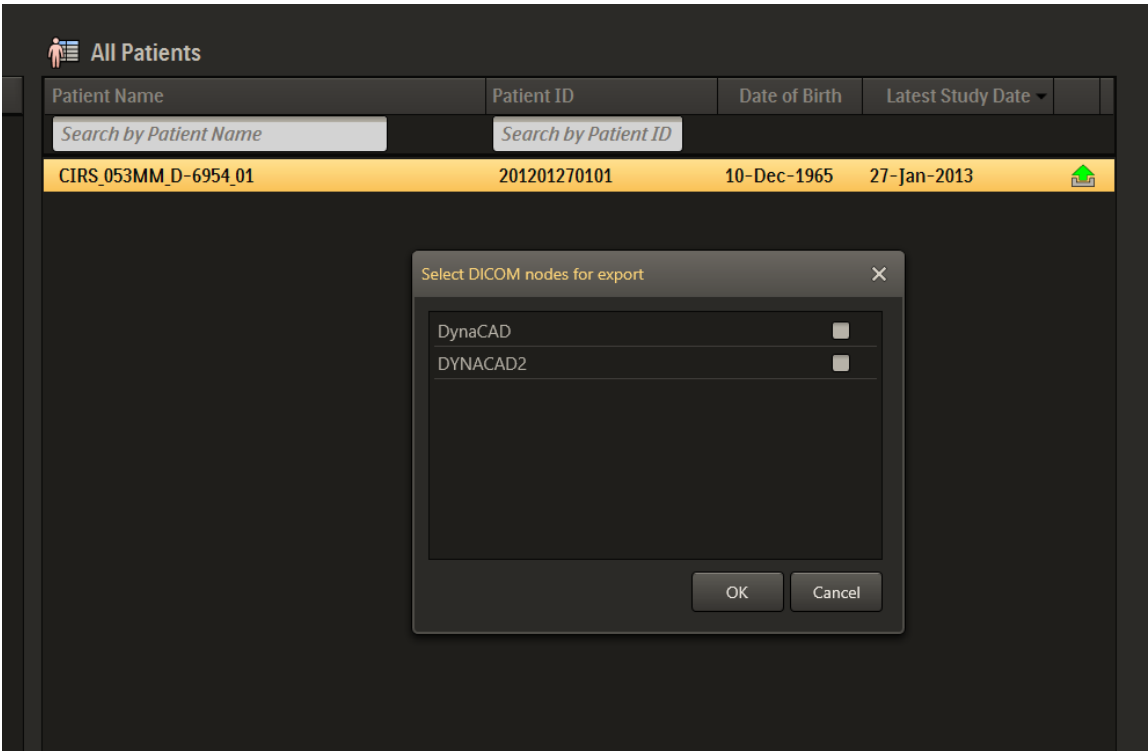 All Patients
Patient Name Patient ID Date of Birth Latest Study Date
Search by Patient Name Search by Patient ID
CIRS_053MM_D-6954_01 201201270101 10-Dec-1965 27-Jan-2013
Select DICOM nodes for export
DynaCAD
DYNACAD2
OK Cancel